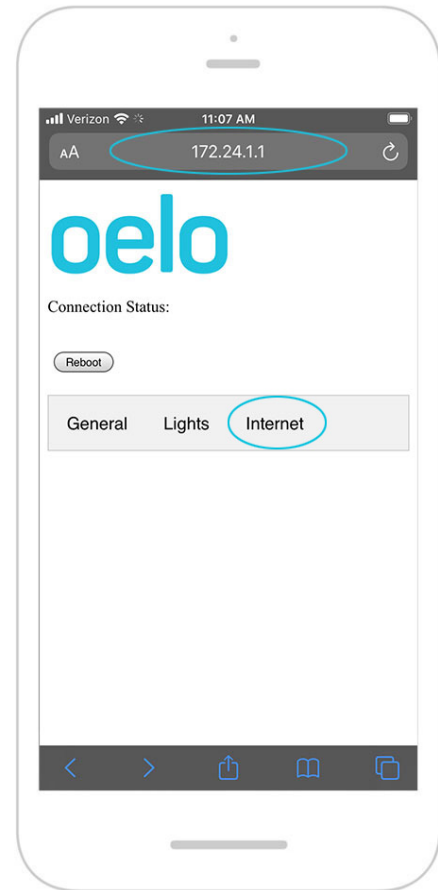 Verizon 11:07 AM
AA 172.24.1.1
oelo
Connection Status:
Reboot
General Lights Internet